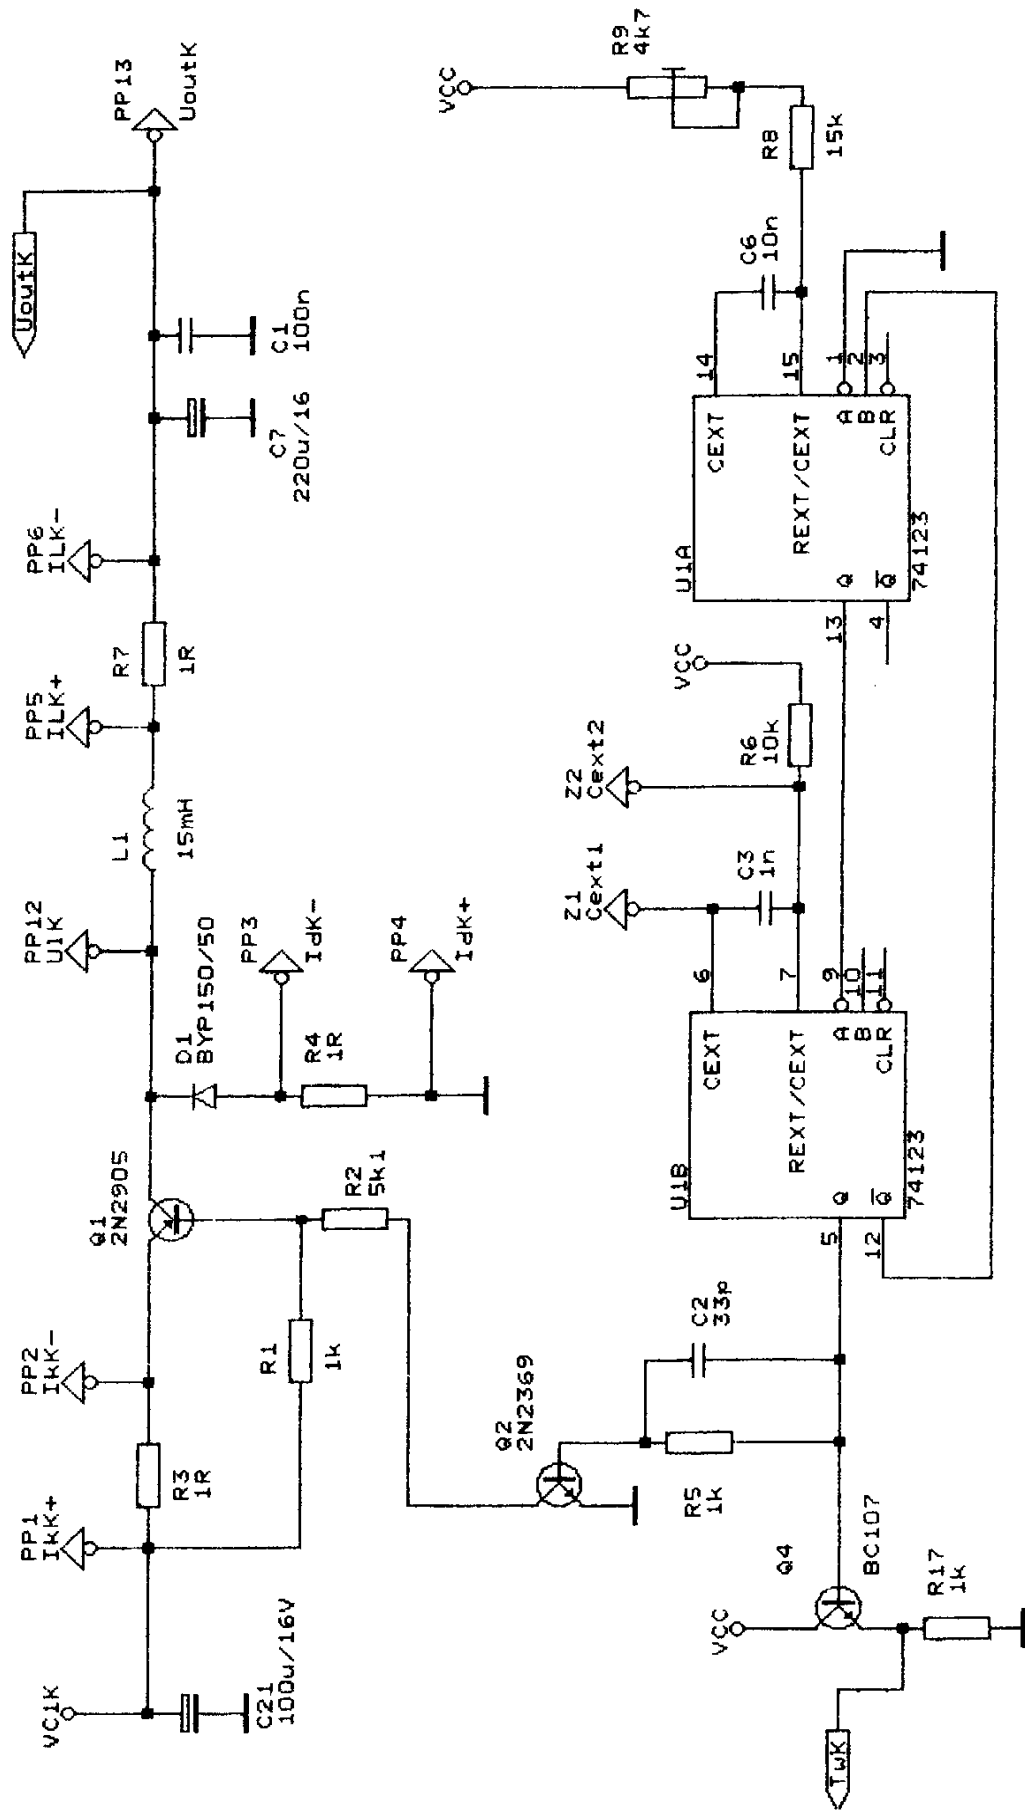 VC1K
C21
100u/16V
PP1
IkK+
R3
1R
PP2
IkK-
R1
1k
Q1
2N2905
R2
5k1
D1
BYP150/50
R4
1R
PP3
IdK-
PP4
IdK+
PP12
U1K
L1
15mH
PP5
ILK+
R7
1R
PP6
ILK-
C7
220u/16
C1
100n
UoutK
PP13
UoutK
TwK
VCC
Q4
BC107
R17
1k
Q2
2N2369
R5
1k
C2
33p
U1B
5
Q
12
Q
CEXT
6
REXT/CEXT
7
A
9
B
10
CLR
11
74123
Z1
Cext1
C3
1n
Z2
Cext2
R6
10k
VCC
U1A
13
Q
4
Q
CEXT
14
REXT/CEXT
15
A
1
B
2
CLR
3
74123
C6
10n
R8
15k
VCC
R9
4k7